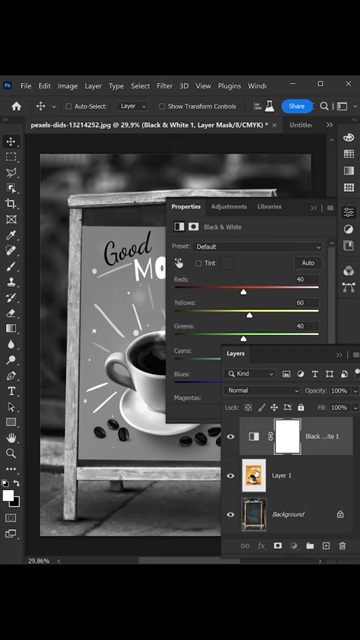 Ps File Edit Image Layer Type Select Filter 3D View Plugins Windi
Auto-Select: Layer Show Transform Controls Share
pexels-dids-13214252.jpg @ 29,9% (Black & White 1, Layer Mask/8/CMYK) * Untitle
Properties Adjustments Libraries
Black & White
Preset: Default
Tint Auto
Reds: 40
Yellows: 60
Greens: 40
Cyans:
Blues:
Magentas:
Good
MO
Layers
Kind
Normal Opacity: 100%
Lock: Fill: 100%
Black ...ite 1
Layer 1
Background
fx
29,86%